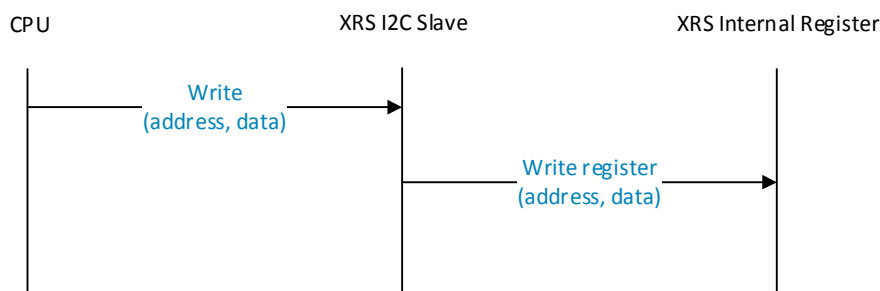 CPU
XRS I2C Slave
XRS Internal Register
Write
(address, data)
Write register
(address, data)